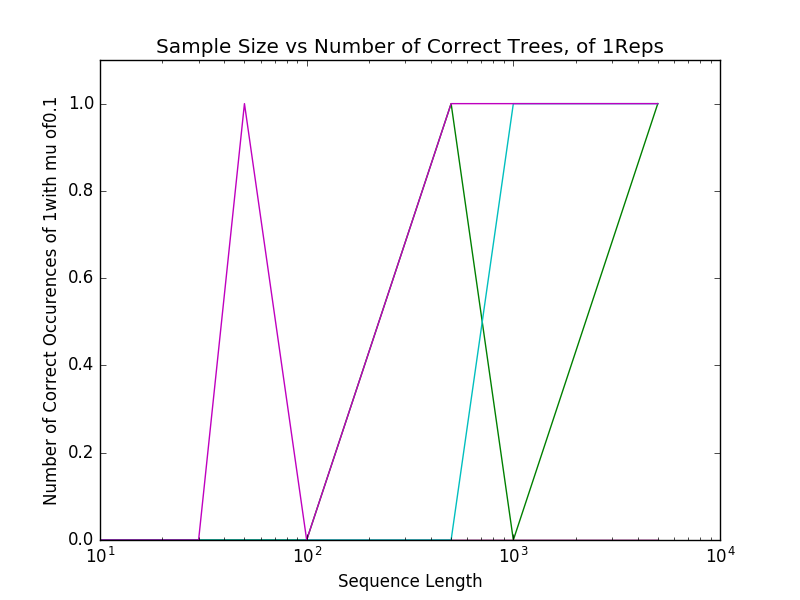 Sample Size vs Number of Correct Trees, of 1Reps
Number of Correct Occurences of 1with mu of0.1
1.0
0.8
0.6
0.4
0.2
0.0
10^1 10^2 10^3 10^4
Sequence Length